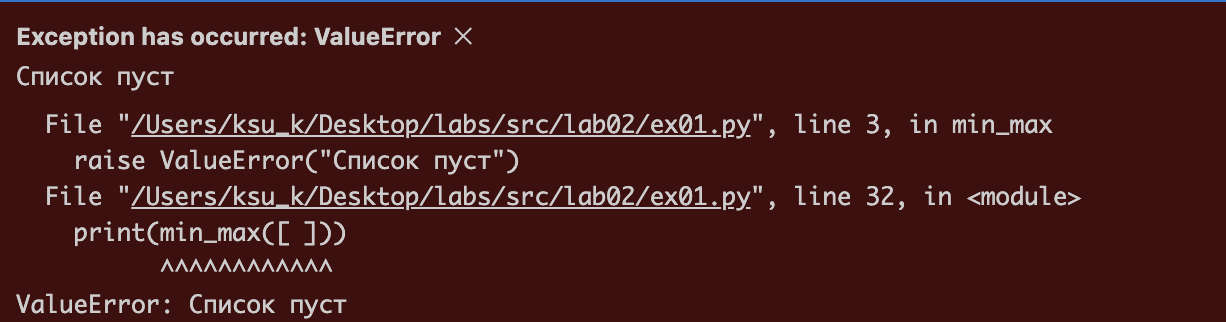 Exception has occurred: ValueError ×
Список пуст
File "/Users/ksu_k/Desktop/labs/src/lab02/ex01.py", line 3, in min_max
raise ValueError("Список пуст")
File "/Users/ksu_k/Desktop/labs/src/lab02/ex01.py", line 32, in <module>
print(min_max([ ]))
^^^^^^^^^^^^
ValueError: Список пуст